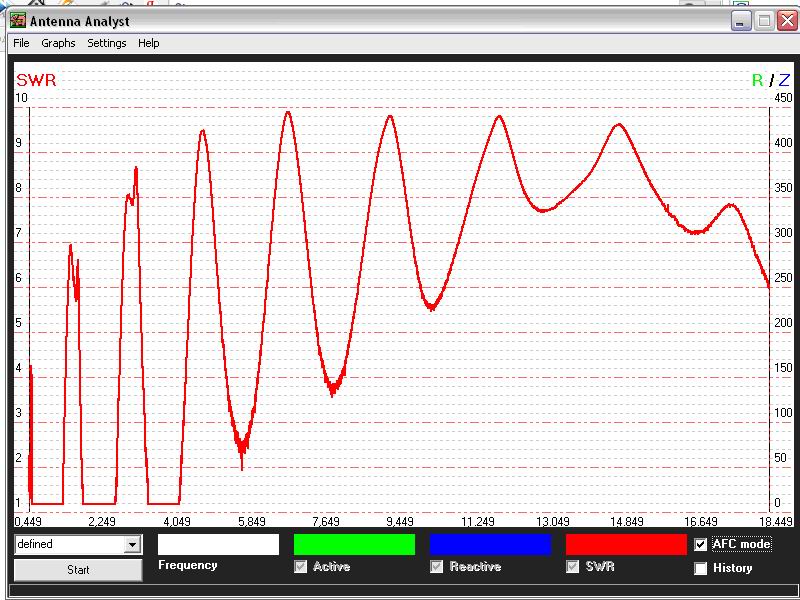 Antenna Analyst
File Graphs Settings Help
SWR R / Z
10 450
9 400
8 350
7 300
6 250
5 200
4 150
3 100
2 50
1 0
0.449 2,249 4,049 5,849 7,649 9,449 11.249 13,049 14,849 16.649 18.449
defined AFC mode
Start Frequency Active Reactive SWR History